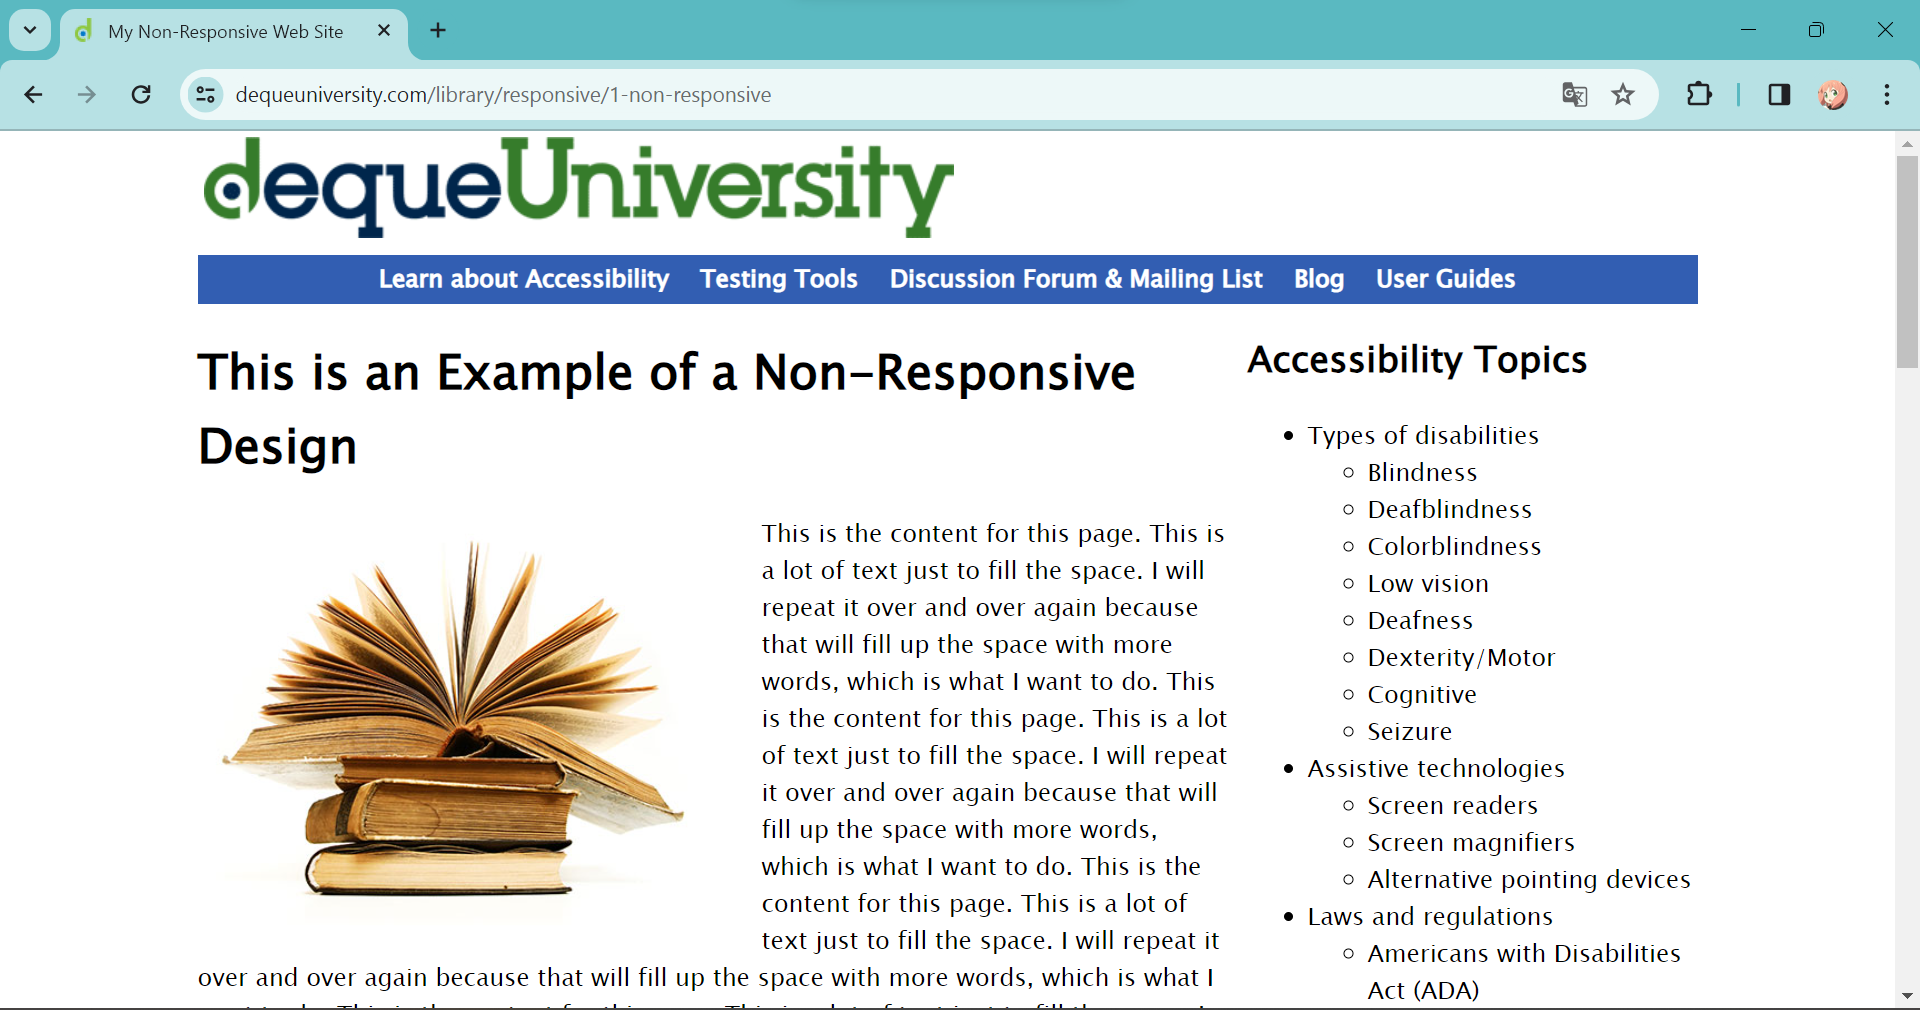 My Non-Responsive Web Site
dequeuniversity.com/library/responsive/1-non-responsive
dequeUniversity
Learn about Accessibility Testing Tools Discussion Forum & Mailing List Blog User Guides
This is an Example of a Non-Responsive
Design
This is the content for this page. This is
a lot of text just to fill the space. I will
repeat it over and over again because
that will fill up the space with more
words, which is what I want to do. This
is the content for this page. This is a lot
of text just to fill the space. I will repeat
it over and over again because that will
fill up the space with more words,
which is what I want to do. This is the
content for this page. This is a lot of
text just to fill the space. I will repeat it
over and over again because that will fill up the space with more words, which is what I
Accessibility Topics
Types of disabilities
Blindness
Deafblindness
Colorblindness
Low vision
Deafness
Dexterity/Motor
Cognitive
Seizure
Assistive technologies
Screen readers
Screen magnifiers
Alternative pointing devices
Laws and regulations
Americans with Disabilities
Act (ADA)